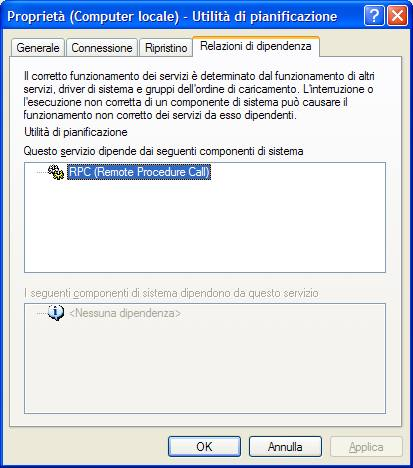 Proprietà (Computer locale) - Utilità di pianificazione
Generale Connessione Ripristino Relazioni di dipendenza
Il corretto funzionamento dei servizi è determinato dal funzionamento di altri
servizi, driver di sistema e gruppi dell'ordine di caricamento. L'interruzione o
l'esecuzione non corretta di un componente di sistema può causare il
funzionamento non corretto dei servizi da esso dipendenti.
Utilità di pianificazione
Questo servizio dipende dai seguenti componenti di sistema
RPC (Remote Procedure Call)
I seguenti componenti di sistema dipendono da questo servizio
<Nessuna dipendenza>
OK Annulla Applica